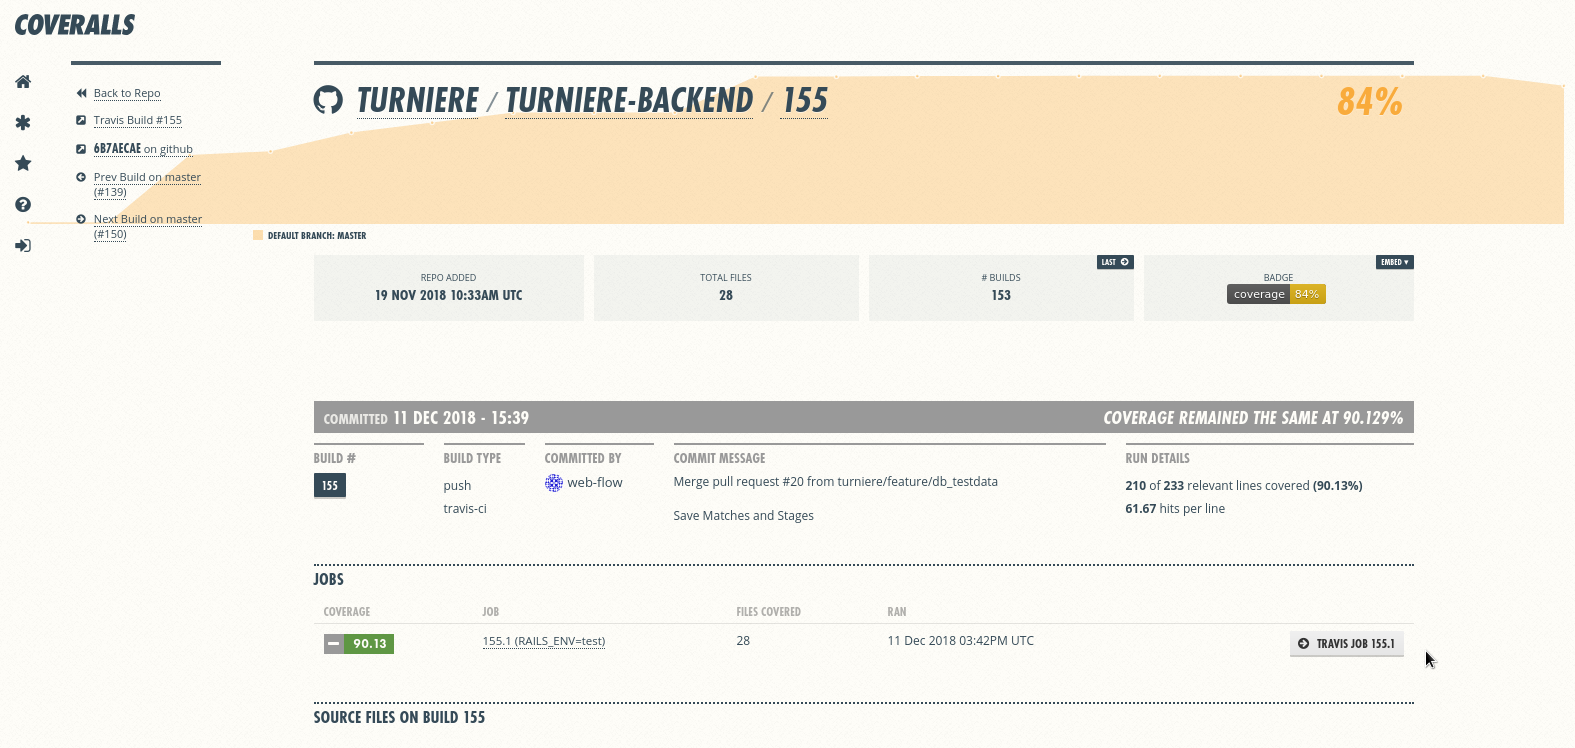 COVERALLS
Back to Repo
Travis Build #155
6B7AECAE on github
Prev Build on master
(#139)
Next Build on master
(#150)
TURNIERE / TURNIERE-BACKEND / 155
84%
DEFAULT BRANCH: MASTER
REPO ADDED
19 NOV 2018 10:33AM UTC
TOTAL FILES
28
LAST
# BUILDS
153
EMBED ▾
BADGE
coverage 84%
COMMITTED 11 DEC 2018 - 15:39
COVERAGE REMAINED THE SAME AT 90.129%
BUILD #
155
BUILD TYPE
push
travis-ci
COMMITTED BY
web-flow
COMMIT MESSAGE
Merge pull request #20 from turniere/feature/db_testdata
Save Matches and Stages
RUN DETAILS
210 of 233 relevant lines covered (90.13%)
61.67 hits per line
JOBS
COVERAGE JOB FILES COVERED RAN
90.13 155.1 (RAILS_ENV=test) 28 11 Dec 2018 03:42PM UTC TRAVIS JOB 155.1
SOURCE FILES ON BUILD 155